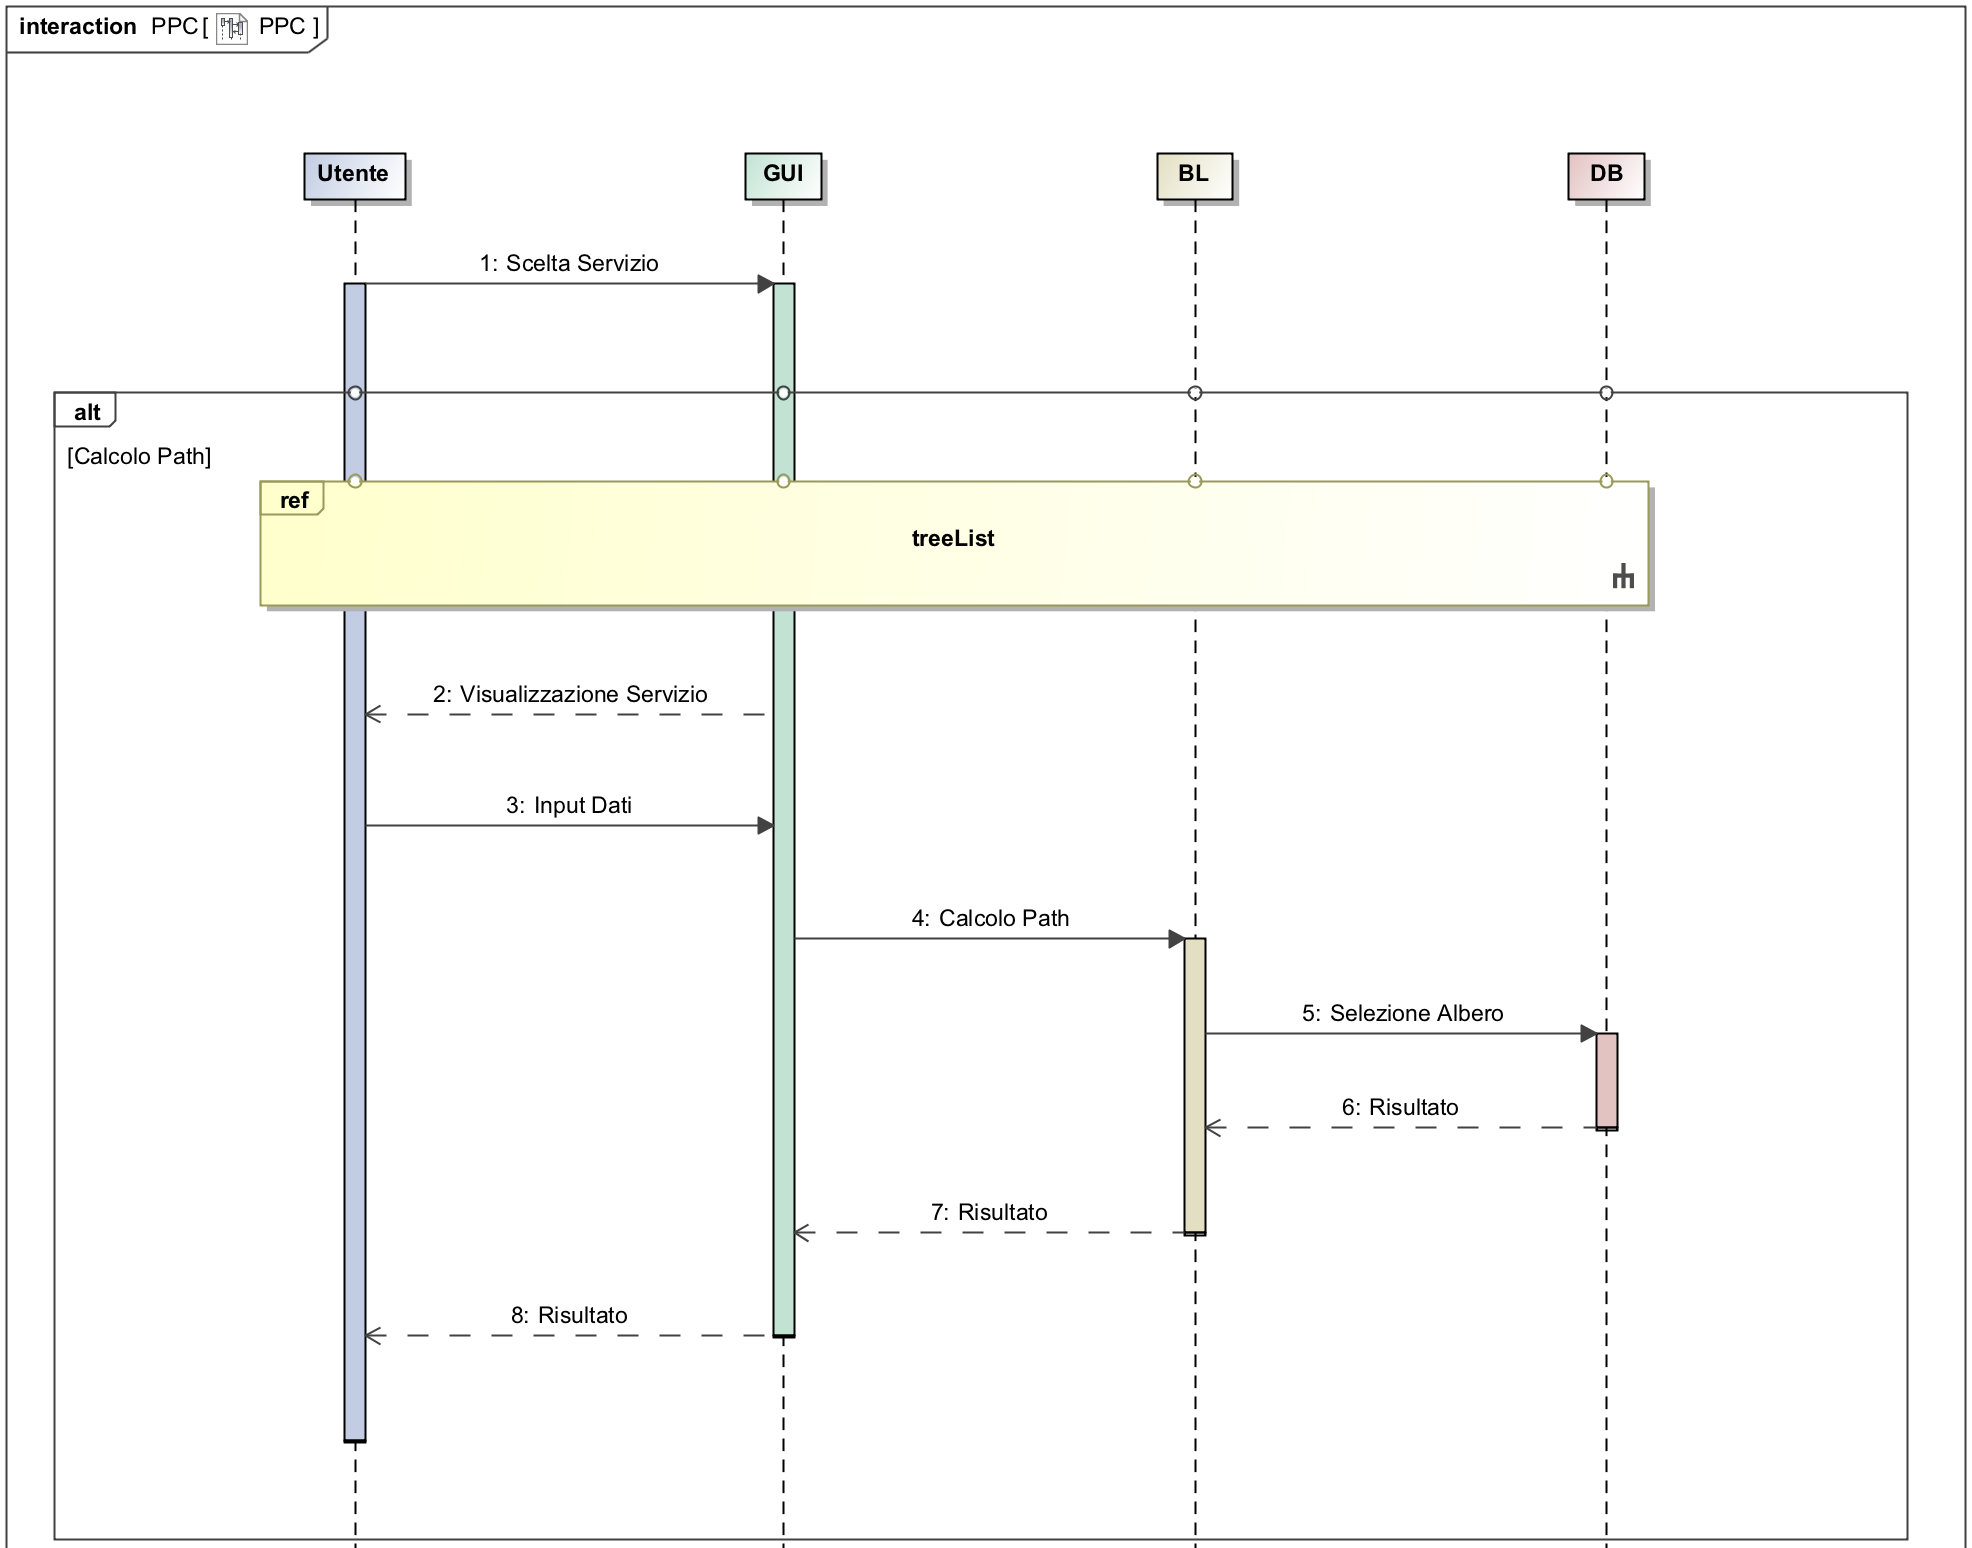 interaction PPC [ PPC ]
Utente
GUI
BL
DB
1: Scelta Servizio
alt
[Calcolo Path]
ref
treeList
2: Visualizzazione Servizio
3: Input Dati
4: Calcolo Path
5: Selezione Albero
6: Risultato
7: Risultato
8: Risultato